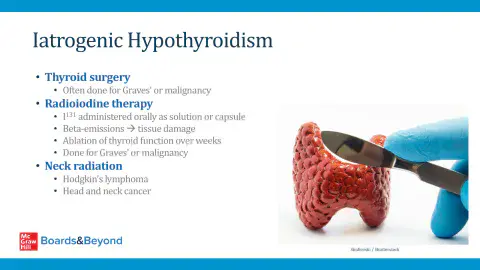 Iatrogenic Hypothyroidism
• Thyroid surgery
• Often done for Graves' or malignancy
• Radioiodine therapy
• I131 administered orally as solution or capsule
• Beta-emissions → tissue damage
• Ablation of thyroid function over weeks
• Done for Graves' or malignancy
• Neck radiation
• Hodgkin's lymphoma
• Head and neck cancer
Mc
Graw
Hill
Boards&Beyond